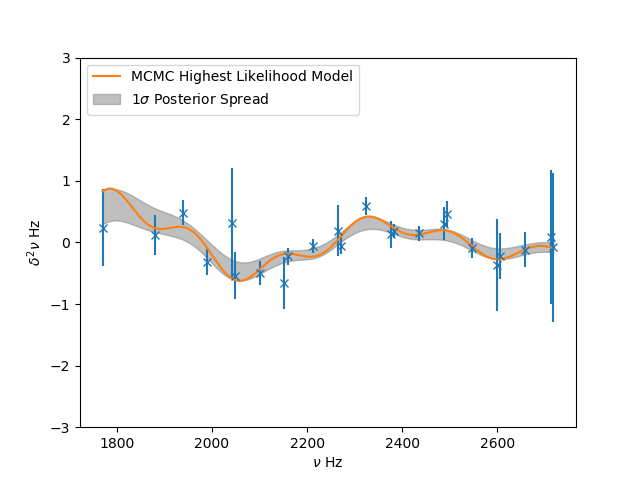 3
2
1
0
−1
−2
−3
δ²ν Hz
MCMC Highest Likelihood Model
1σ Posterior Spread
1800 2000 2200 2400 2600
ν Hz